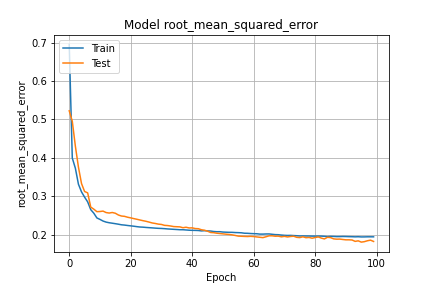 Model root_mean_squared_error
0.7
0.6
0.5
0.4
0.3
0.2
root_mean_squared_error
Train
Test
0 20 40 60 80 100
Epoch